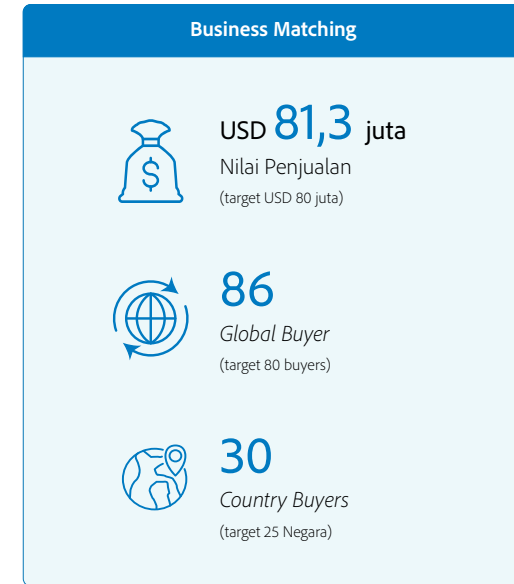 Business Matching
USD 81,3 juta
Nilai Penjualan
(target USD 80 juta)
86
Global Buyer
(target 80 buyers)
30
Country Buyers
(target 25 Negara)